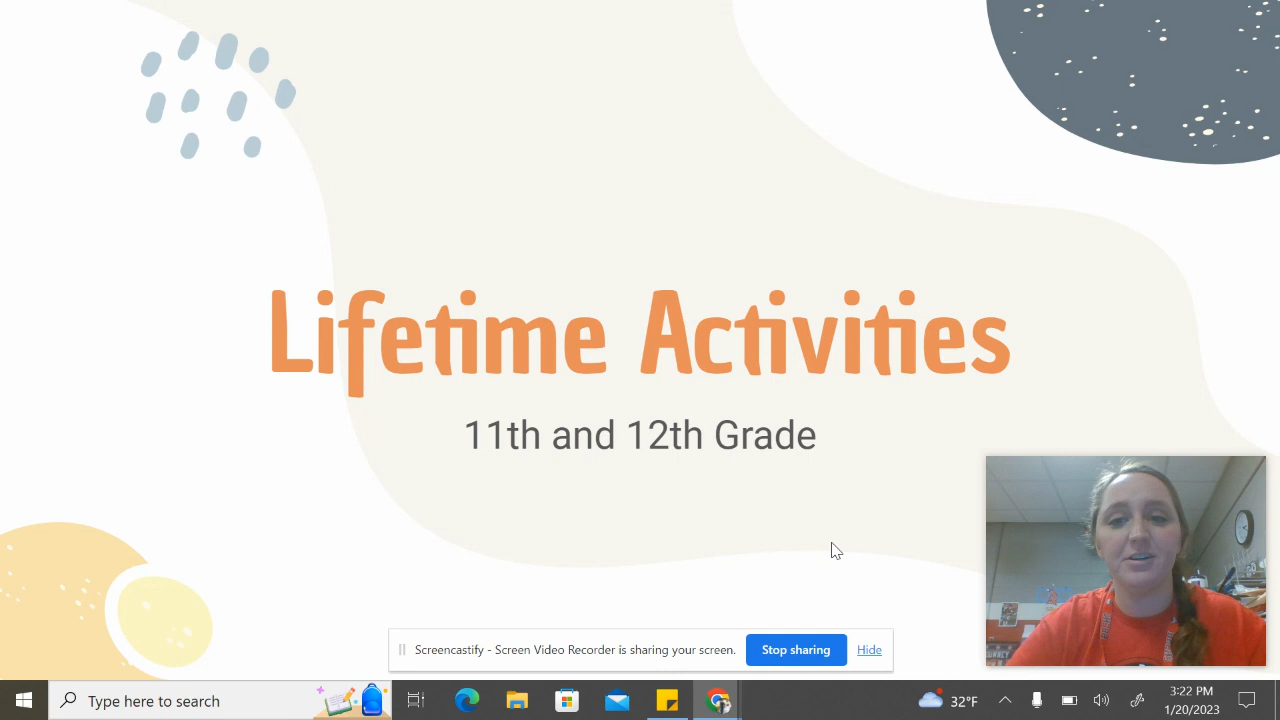 Lifetime Activities
11th and 12th Grade
Screencastify - Screen Video Recorder is sharing your screen.
Stop sharing
Hide
Type here to search
32°F
3:22 PM
1/20/2023